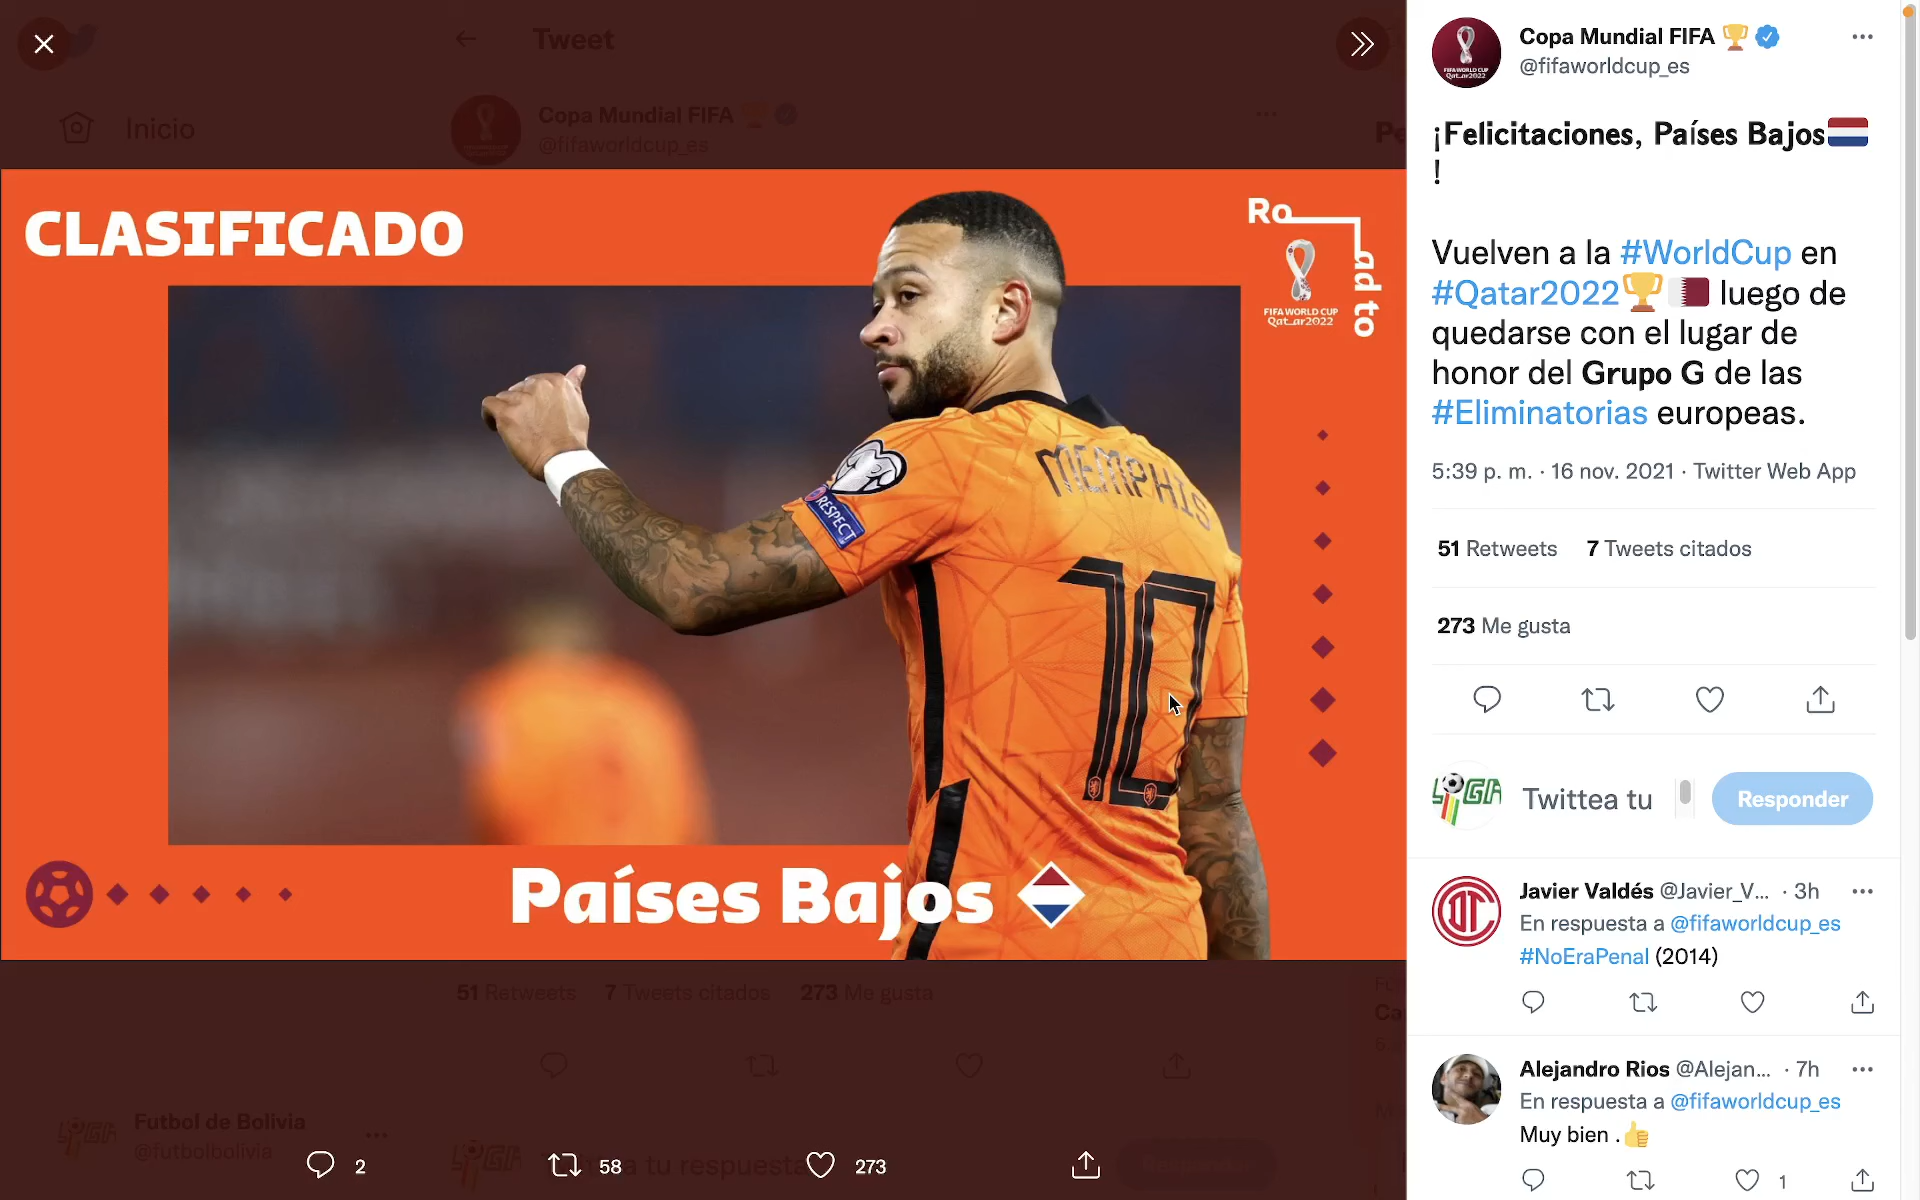 Tweet
Inicio
Copa Mundial FIFA
@fifaworldcup_es
CLASIFICADO
Ro
ad to
FIFA WORLD CUP
Qat_ar2022
RESPECT
MEMPHIS
10
Países Bajos
51 Retweets 7 Tweets citados 273 Me gusta
Futbol de Bolivia
@futbolbolivia
tu respuesta
Responder
2 58 273
Copa Mundial FIFA
@fifaworldcup_es
¡Felicitaciones, Países Bajos
!
Vuelven a la #WorldCup en
#Qatar2022 luego de
quedarse con el lugar de
honor del Grupo G de las
#Eliminatorias europeas.
5:39 p. m. · 16 nov. 2021 · Twitter Web App
51 Retweets 7 Tweets citados
273 Me gusta
LIGA
Twittea tu
Responder
Javier Valdés @Javier_V... · 3h
En respuesta a @fifaworldcup_es
#NoEraPenal (2014)
Alejandro Rios @Alejan... · 7h
En respuesta a @fifaworldcup_es
Muy bien .👍
1